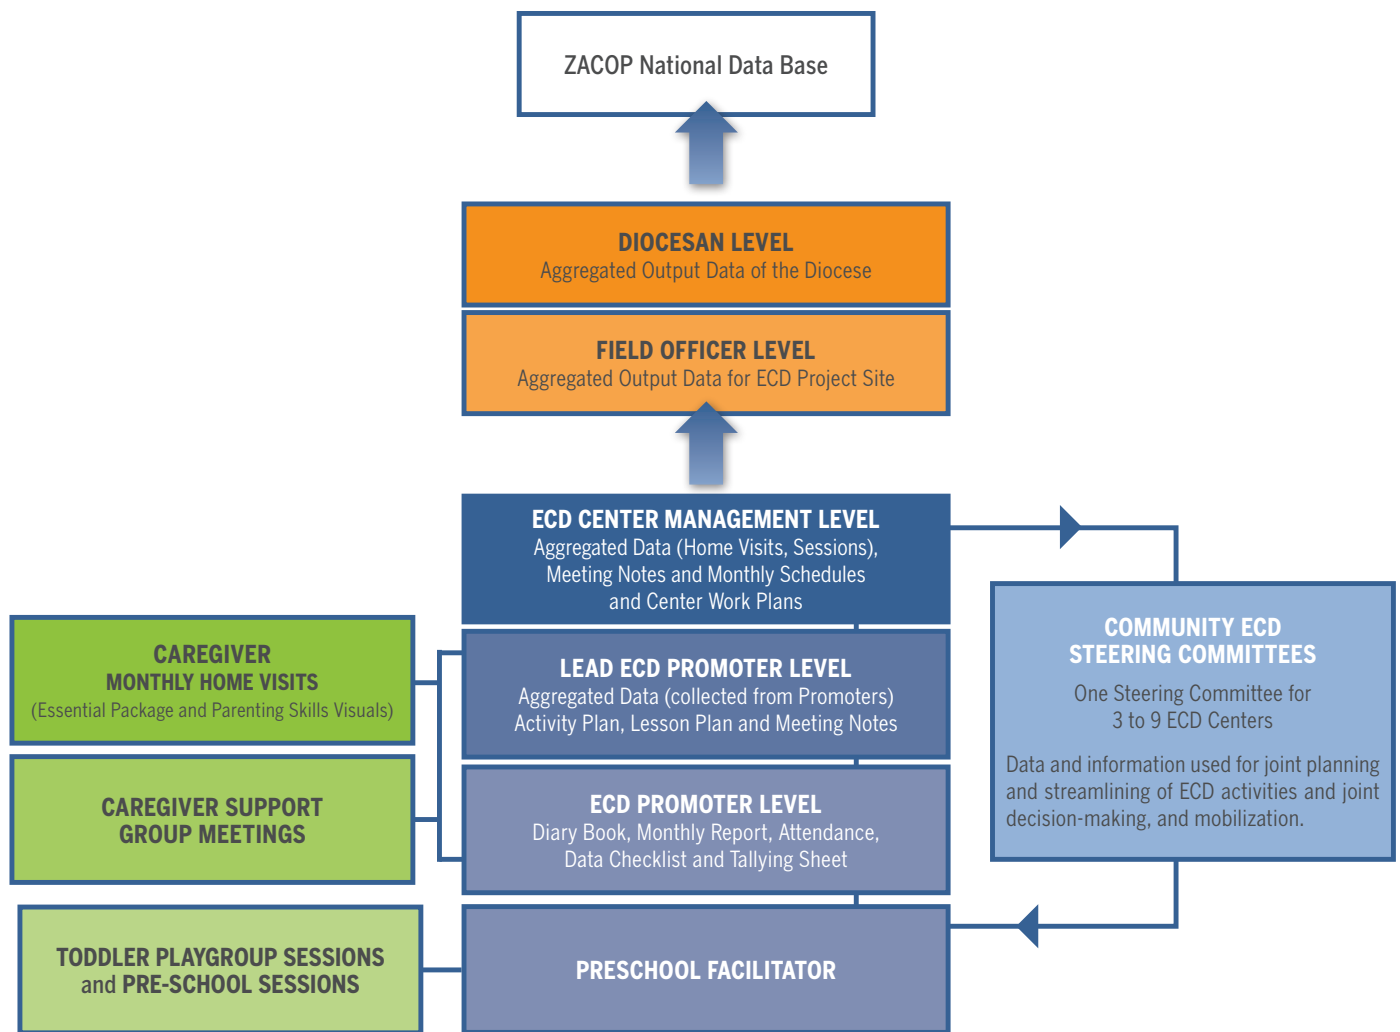 ZACOP National Data Base
DIOCESAN LEVEL
Aggregated Output Data of the Diocese
FIELD OFFICER LEVEL
Aggregated Output Data for ECD Project Site
ECD CENTER MANAGEMENT LEVEL
Aggregated Data (Home Visits, Sessions),
Meeting Notes and Monthly Schedules
and Center Work Plans
CAREGIVER
MONTHLY HOME VISITS
(Essential Package and Parenting Skills Visuals)
LEAD ECD PROMOTER LEVEL
Aggregated Data (collected from Promoters)
Activity Plan, Lesson Plan and Meeting Notes
COMMUNITY ECD
STEERING COMMITTEES
One Steering Committee for
3 to 9 ECD Centers
Data and information used for joint planning
and streamlining of ECD activities and joint
decision-making, and mobilization.
CAREGIVER SUPPORT
GROUP MEETINGS
ECD PROMOTER LEVEL
Diary Book, Monthly Report, Attendance,
Data Checklist and Tallying Sheet
TODDLER PLAYGROUP SESSIONS
and PRE-SCHOOL SESSIONS
PRESCHOOL FACILITATOR